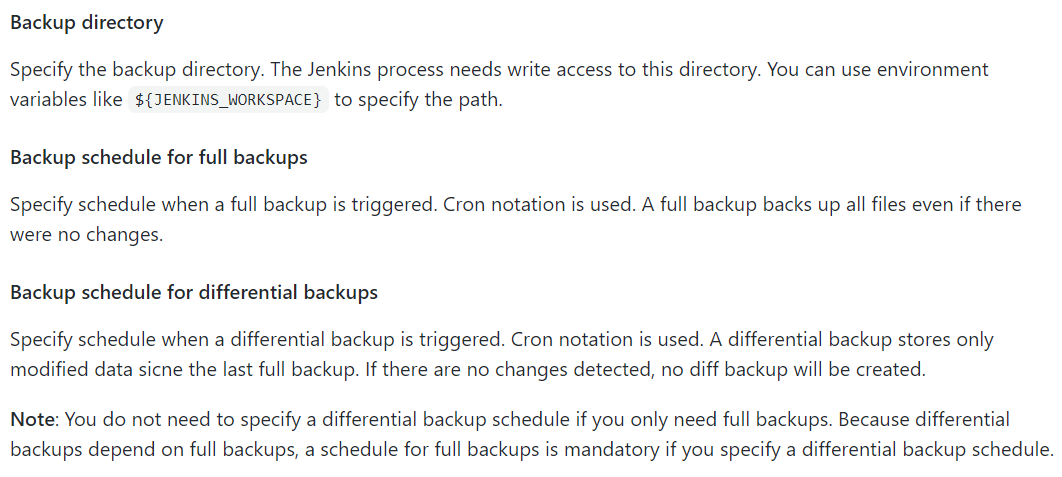 Backup directory
Specify the backup directory. The Jenkins process needs write access to this directory. You can use environment
variables like ${JENKINS_WORKSPACE} to specify the path.
Backup schedule for full backups
Specify schedule when a full backup is triggered. Cron notation is used. A full backup backs up all files even if there
were no changes.
Backup schedule for differential backups
Specify schedule when a differential backup is triggered. Cron notation is used. A differential backup stores only
modified data sicne the last full backup. If there are no changes detected, no diff backup will be created.
Note: You do not need to specify a differential backup schedule if you only need full backups. Because differential
backups depend on full backups, a schedule for full backups is mandatory if you specify a differential backup schedule.